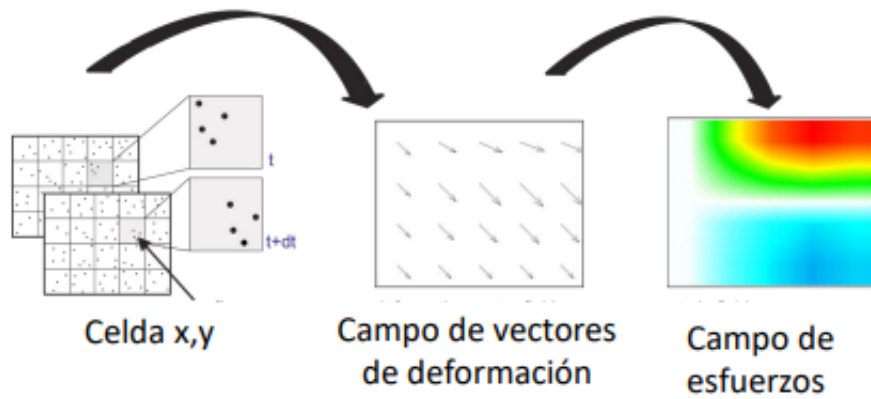 t
t+dt
Celda x,y
Campo de vectores
de deformación
Campo de
esfuerzos